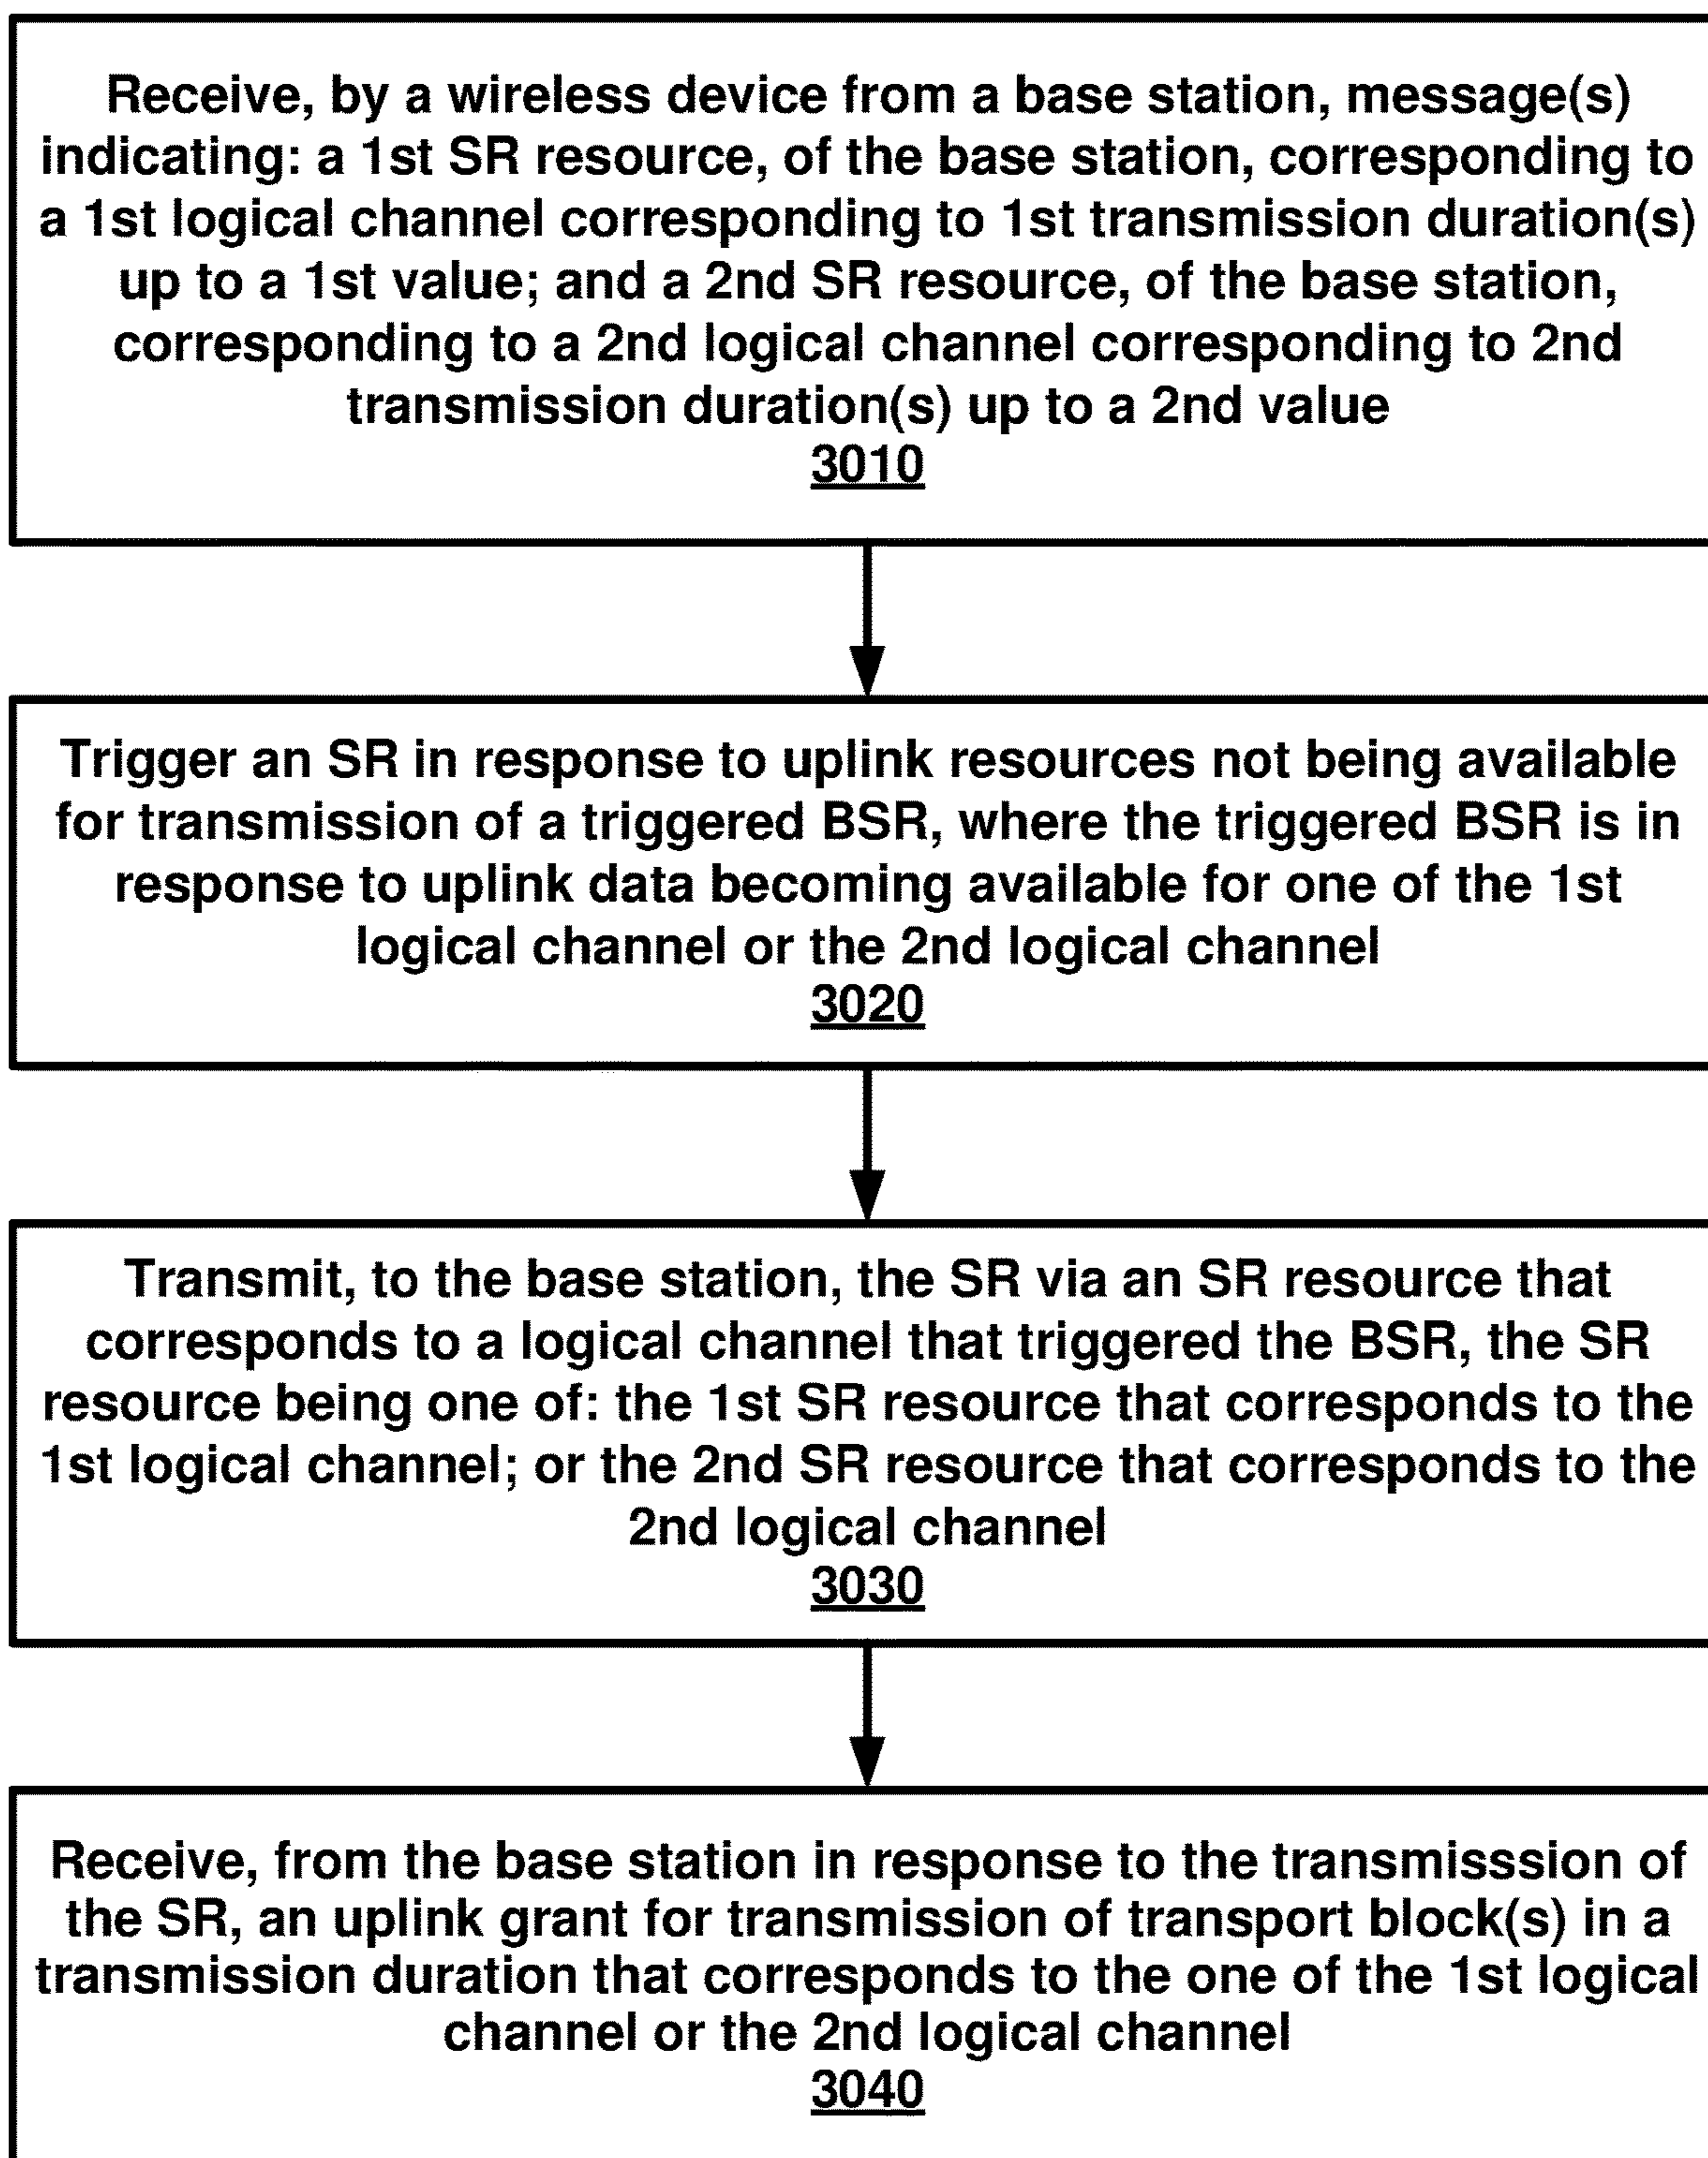 Receive, by a wireless device from a base station, message(s)
indicating: a 1st SR resource, of the base station, corresponding to
a 1st logical channel corresponding to 1st transmission duration(s)
up to a 1st value; and a 2nd SR resource, of the base station,
corresponding to a 2nd logical channel corresponding to 2nd
transmission duration(s) up to a 2nd value
3010
Trigger an SR in response to uplink resources not being available
for transmission of a triggered BSR, where the triggered BSR is in
response to uplink data becoming available for one of the 1st
logical channel or the 2nd logical channel
3020
Transmit, to the base station, the SR via an SR resource that
corresponds to a logical channel that triggered the BSR, the SR
resource being one of: the 1st SR resource that corresponds to the
1st logical channel; or the 2nd SR resource that corresponds to the
2nd logical channel
3030
Receive, from the base station in response to the transmisssion of
the SR, an uplink grant for transmission of transport block(s) in a
transmission duration that corresponds to the one of the 1st logical
channel or the 2nd logical channel
3040